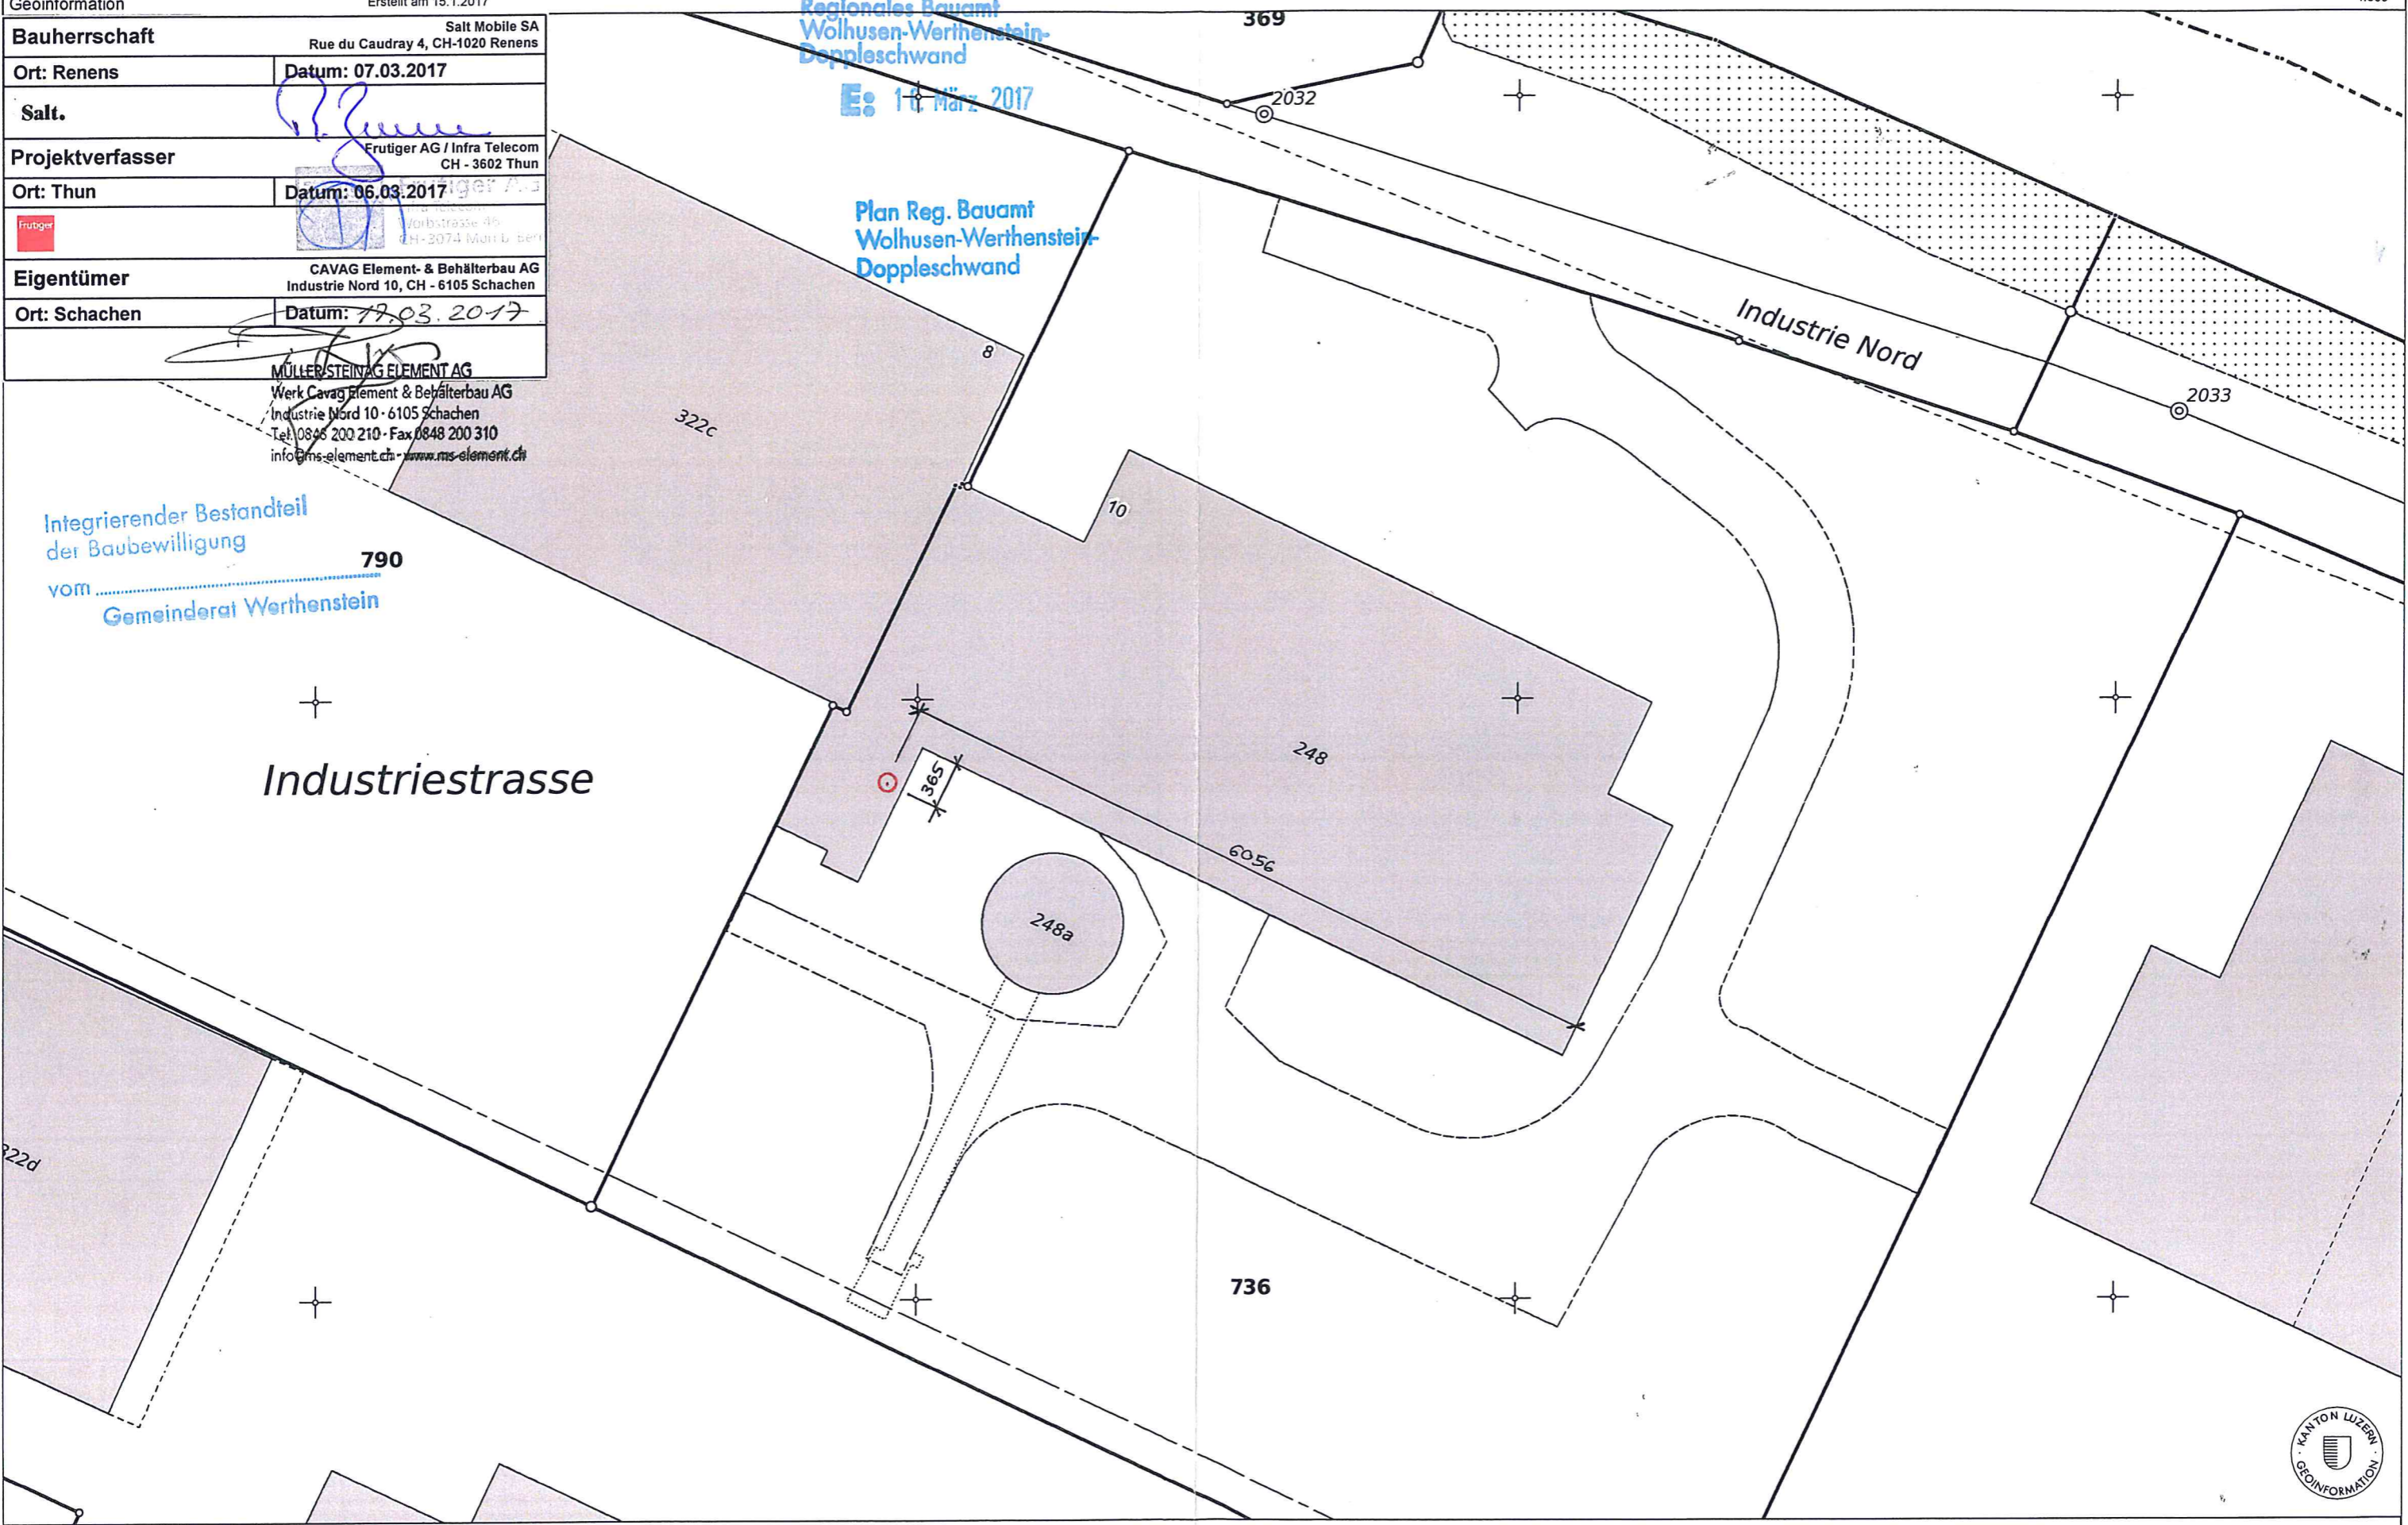 Geoinformation
Erstellt am 15.1.2017
Bauherrschaft
Salt Mobile SA
Rue du Caudray 4, CH-1020 Renens
Ort: Renens
Datum: 07.03.2017
Salt.
Projektverfasser
Frutiger AG / Infra Telecom
CH - 3602 Thun
Ort: Thun
Datum: 06.03.2017
Frutiger
Eigentümer
CAVAG Element- & Behälterbau AG
Industrie Nord 10, CH - 6105 Schachen
Ort: Schachen
Datum: 17.03.2017
MÜLLER-STEINAG ELEMENT AG
Werk Cavag Element & Behälterbau AG
Industrie Nord 10 · 6105 Schachen
Tel. 0848 200 210 · Fax 0848 200 310
info@ms-element.ch · www.ms-element.ch
Regionales Bauamt
Wolhusen-Werthenstein-
Doppleschwand
E: März 2017
Plan Reg. Bauamt
Wolhusen-Werthenstein-
Doppleschwand
369
2032
Industrie Nord
2033
8
322c
10
Integrierender Bestandteil
der Baubewilligung
vom
Gemeinderat Werthenstein
790
Industriestrasse
365
248
6056
248a
322d
736
KANTON LUZERN
GEOINFORMATION